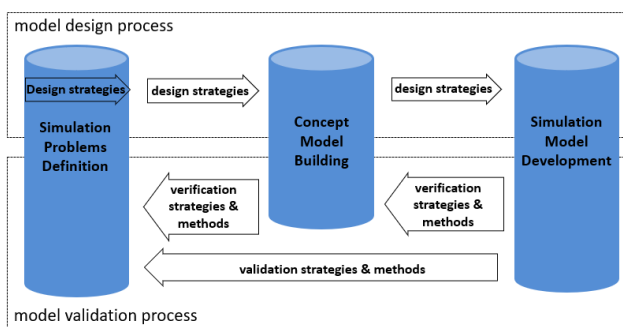 model design process
Design strategies
design strategies
design strategies
Simulation
Problems
Definition
Concept
Model
Building
Simulation
Model
Development
verification
strategies &
methods
verification
strategies &
methods
validation strategies & methods
model validation process